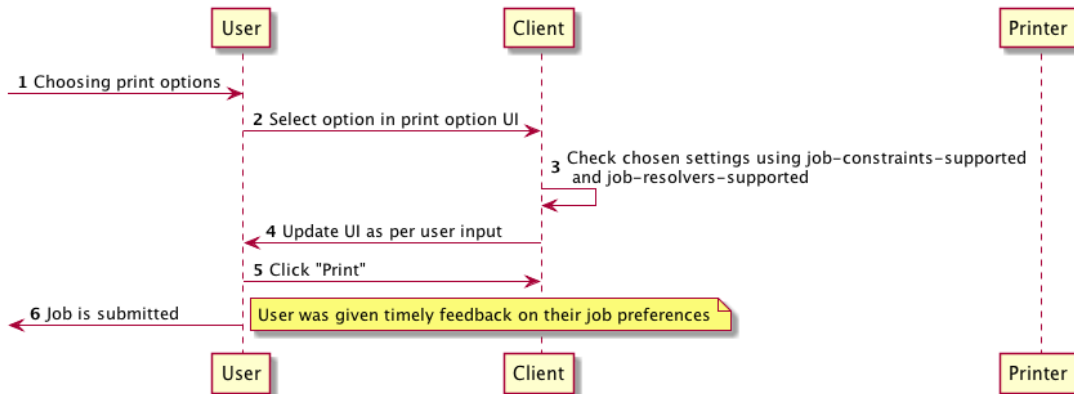 User
Client
Printer
1 Choosing print options
2 Select option in print option UI
3 Check chosen settings using job-constraints-supported
and job-resolvers-supported
4 Update UI as per user input
5 Click "Print"
6 Job is submitted
User was given timely feedback on their job preferences
User
Client
Printer